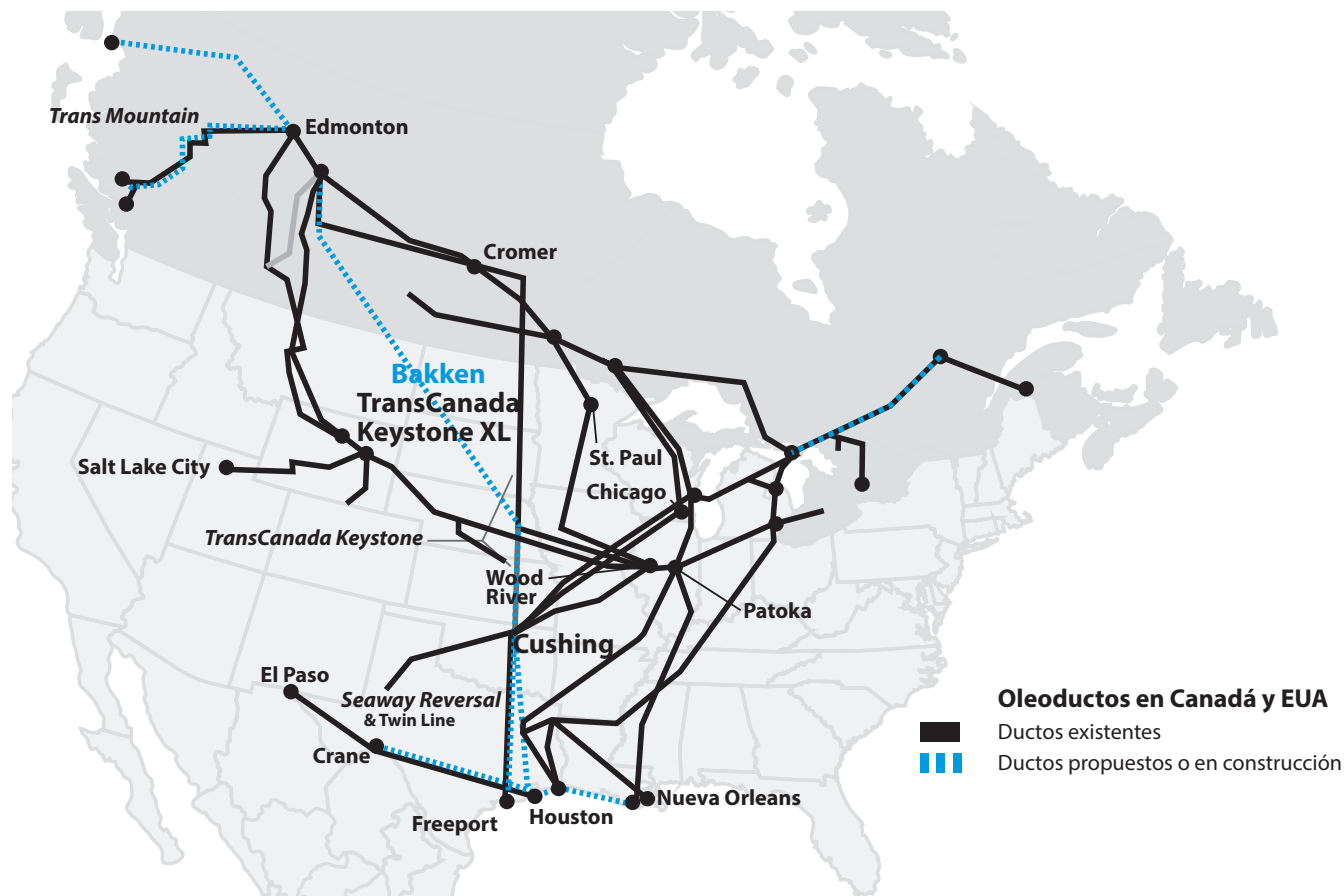 Trans Mountain
Edmonton
Cromer
Bakken
TransCanada
Keystone XL
St. Paul
Salt Lake City
Chicago
TransCanada Keystone
Wood
River
Patoka
Cushing
El Paso
Seaway Reversal
& Twin Line
Crane
Nueva Orleans
Houston
Freeport
Oleoductos en Canadá y EUA
Ductos existentes
Ductos propuestos o en construcción